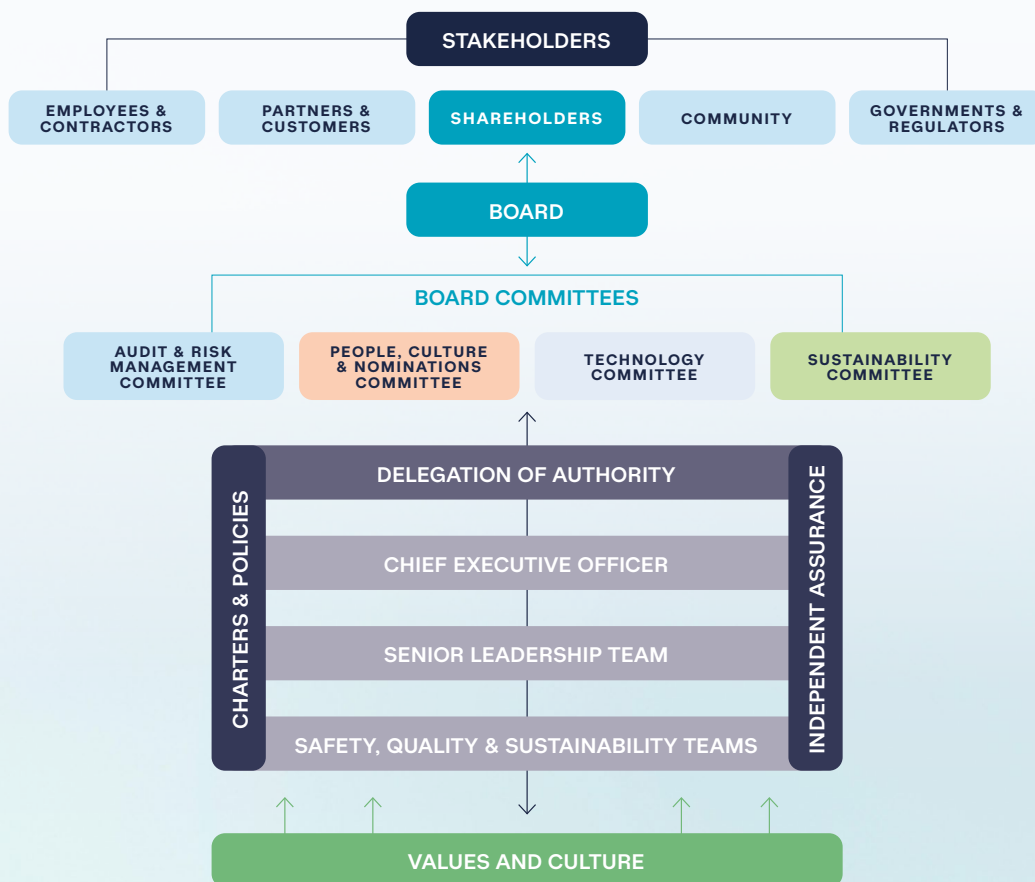 STAKEHOLDERS
EMPLOYEES &
CONTRACTORS
PARTNERS &
CUSTOMERS
SHAREHOLDERS
COMMUNITY
GOVERNMENTS &
REGULATORS
BOARD
BOARD COMMITTEES
AUDIT & RISK
MANAGEMENT
COMMITTEE
PEOPLE, CULTURE
& NOMINATIONS
COMMITTEE
TECHNOLOGY
COMMITTEE
SUSTAINABILITY
COMMITTEE
CHARTERS & POLICIES
DELEGATION OF AUTHORITY
CHIEF EXECUTIVE OFFICER
SENIOR LEADERSHIP TEAM
SAFETY, QUALITY & SUSTAINABILITY TEAMS
INDEPENDENT ASSURANCE
VALUES AND CULTURE